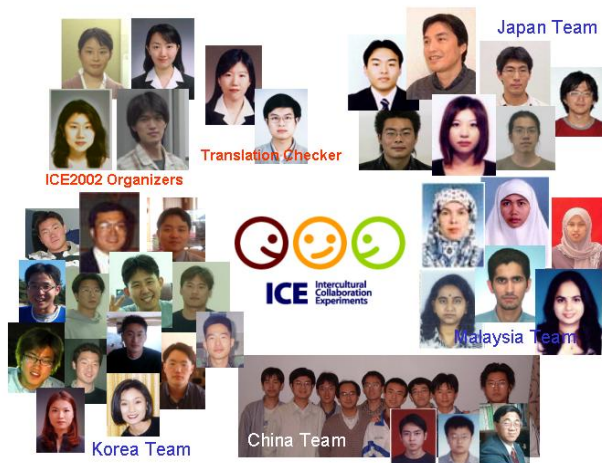 Japan Team
Translation Checker
ICE2002 Organizers
ICE Intercultural
Collaboration
Experiments
Malaysia Team
China Team
Korea Team